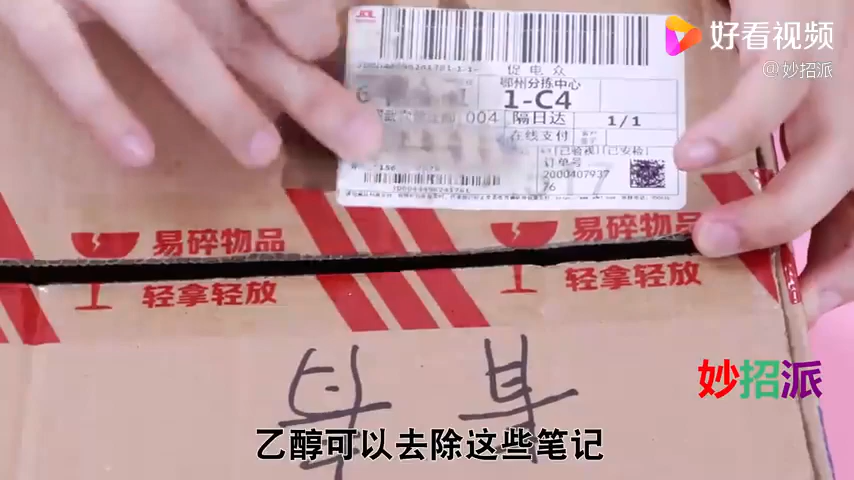 好看视频
@妙招派
促 电 众
鄂州分拣中心
1-C4
004 隔日达 1/1
在线支付
已验视 已安检
订单号
2000407937
76
易碎物品
易碎物品
轻拿轻放
轻拿轻放
妙招派
乙醇可以去除这些笔记